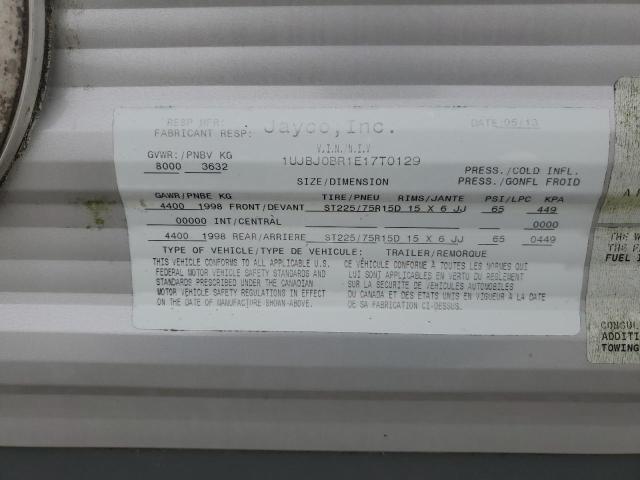 RESP MFR:
FABRICANT RESP: Jayco, Inc. DATE:05/13
V.I.N./N.I.V
GVWR:/PNBV KG 1UJBJ0BR1E17T0129
8000 3632 PRESS./COLD INFL.
SIZE/DIMENSION PRESS./GONFL FROID
GAWR/PNBE KG TIRE/PNEU RIMS/JANTE PSI/LPC KPA
4400 1998 FRONT/DEVANT ST225/75R15D 15 X 6 JJ 65 449
00000 INT/CENTRAL 0000
4400 1998 REAR/ARRIERE ST225/75R15D 15 X 6 JJ 65 0449
TYPE OF VEHICLE/TYPE DE VEHICULE: TRAILER/REMORQUE
THIS VEHICLE CONFORMS TO ALL APPLICABLE U.S.
FEDERAL MOTOR VEHICLE SAFETY STANDARDS AND
STANDARDS PRESCRIBED UNDER THE CANADIAN
MOTOR VEHICLE SAFETY REGULATIONS IN EFFECT
ON THE DATE OF MANUFACTURE SHOWN-ABOVE.
CE VÉHICULE CONFORME À TOUTES LES NORMES QUI
LUI SONT APPLICABLES EN VERTU DU RÈGLEMENT
SUR LA SECURITE DE VEHICULES AUTOMOBILES
DU CANADA ET DES ETATS UNIS EN VIGUEUR A LA DATE
DE SA FABRICATION CI-DESSUS.
THE W
THE F
FUEL
CONSUL
ADDITI
TOWING